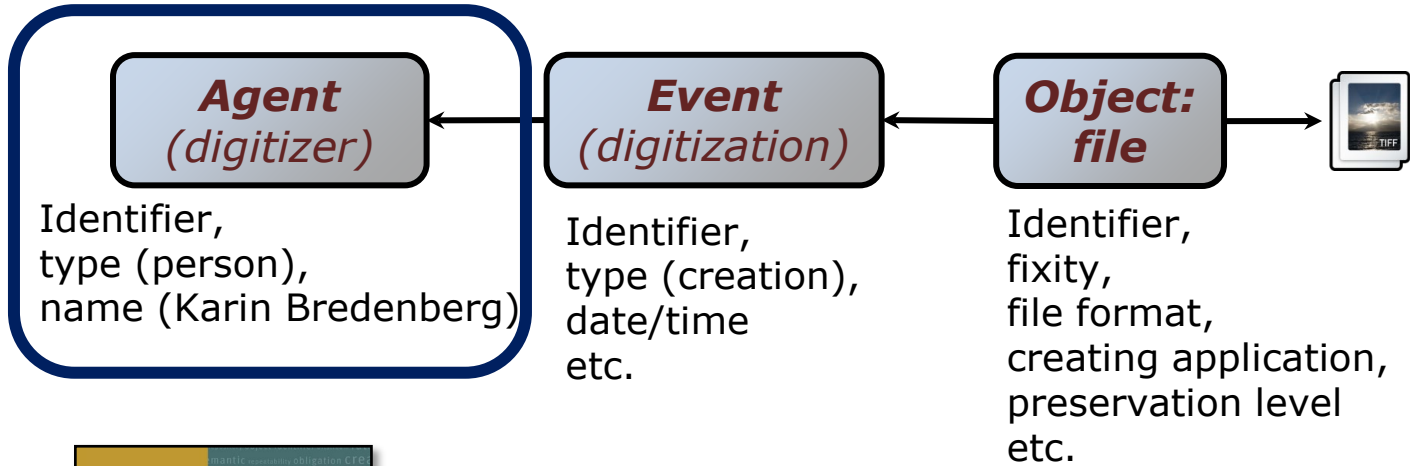 Agent
(digitizer)
Identifier,
type (person),
name (Karin Bredenberg)
Event
(digitization)
Identifier,
type (creation),
date/time
etc.
Object:
file
Identifier,
fixity,
file format,
creating application,
preservation level
etc.
TIFF
obligation